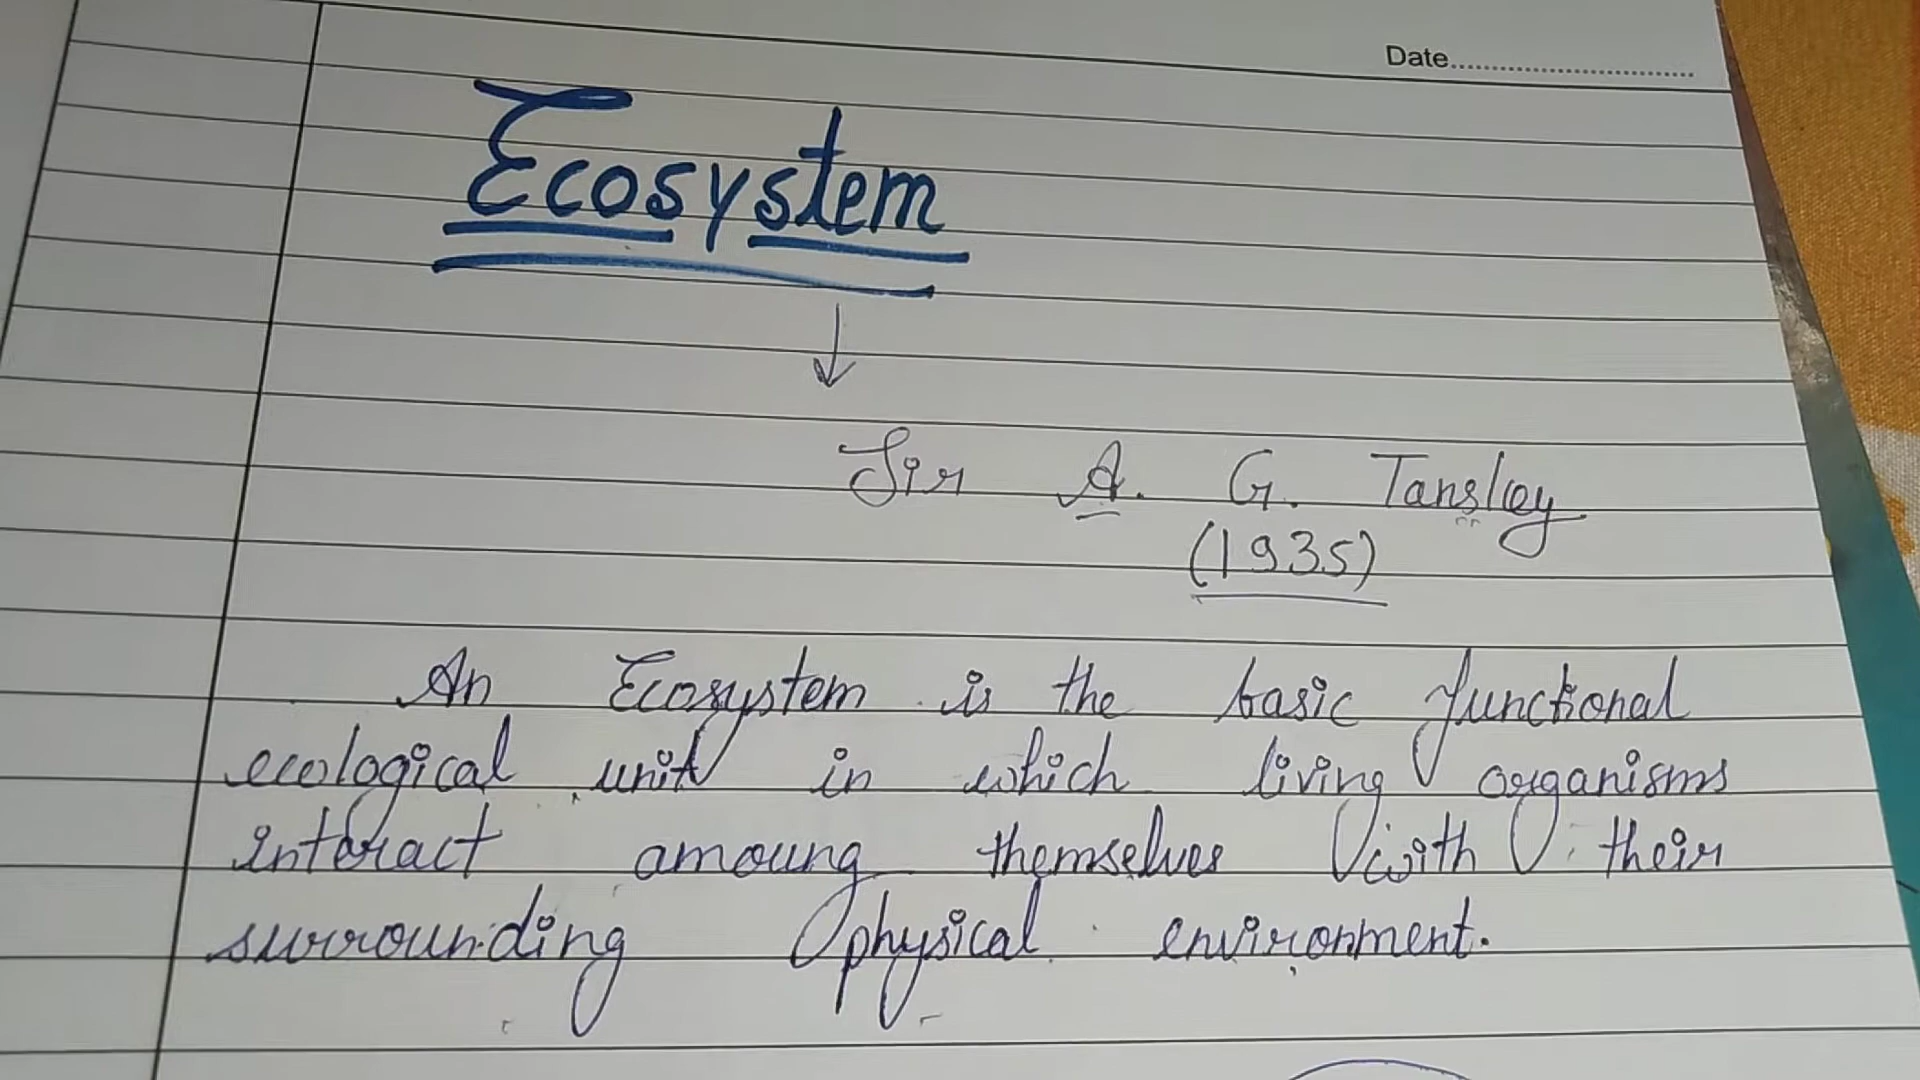 Date..............................
Ecosystem
Sir A. G. Tansley
(1935)
An Ecosystem is the basic functional
ecological unit in which living organisms
interact amoung themselves with their
surrounding physical environment.